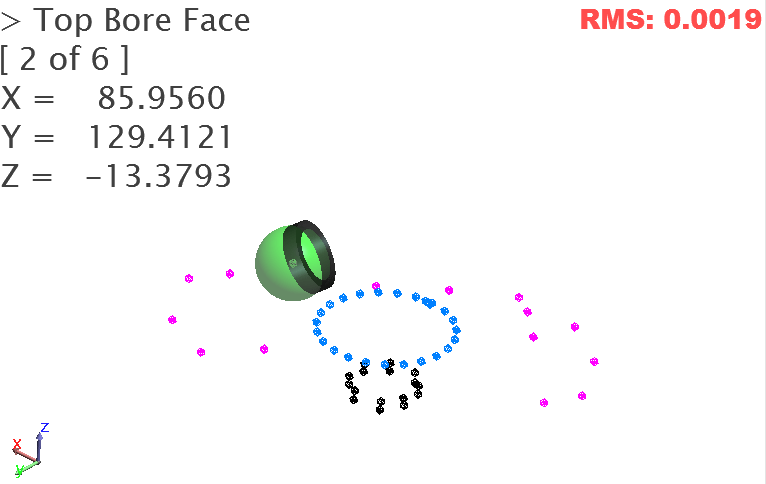 > Top Bore Face
RMS: 0.0019
[ 2 of 6 ]
X = 85.9560
Y = 129.4121
Z = -13.3793
Z
X
Y